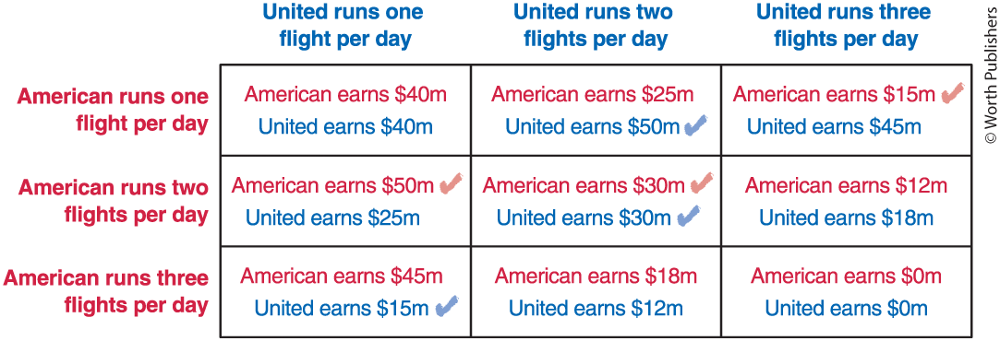 United runs one
flight per day
United runs two
flights per day
United runs three
flights per day
American runs one
flight per day
American earns $40m
United earns $40m
American earns $25m
United earns $50m
American earns $15m
United earns $45m
American runs two
flights per day
American earns $50m
United earns $25m
American earns $30m
United earns $30m
American earns $12m
United earns $18m
American runs three
flights per day
American earns $45m
United earns $15m
American earns $18m
United earns $12m
American earns $0m
United earns $0m
© Worth Publishers